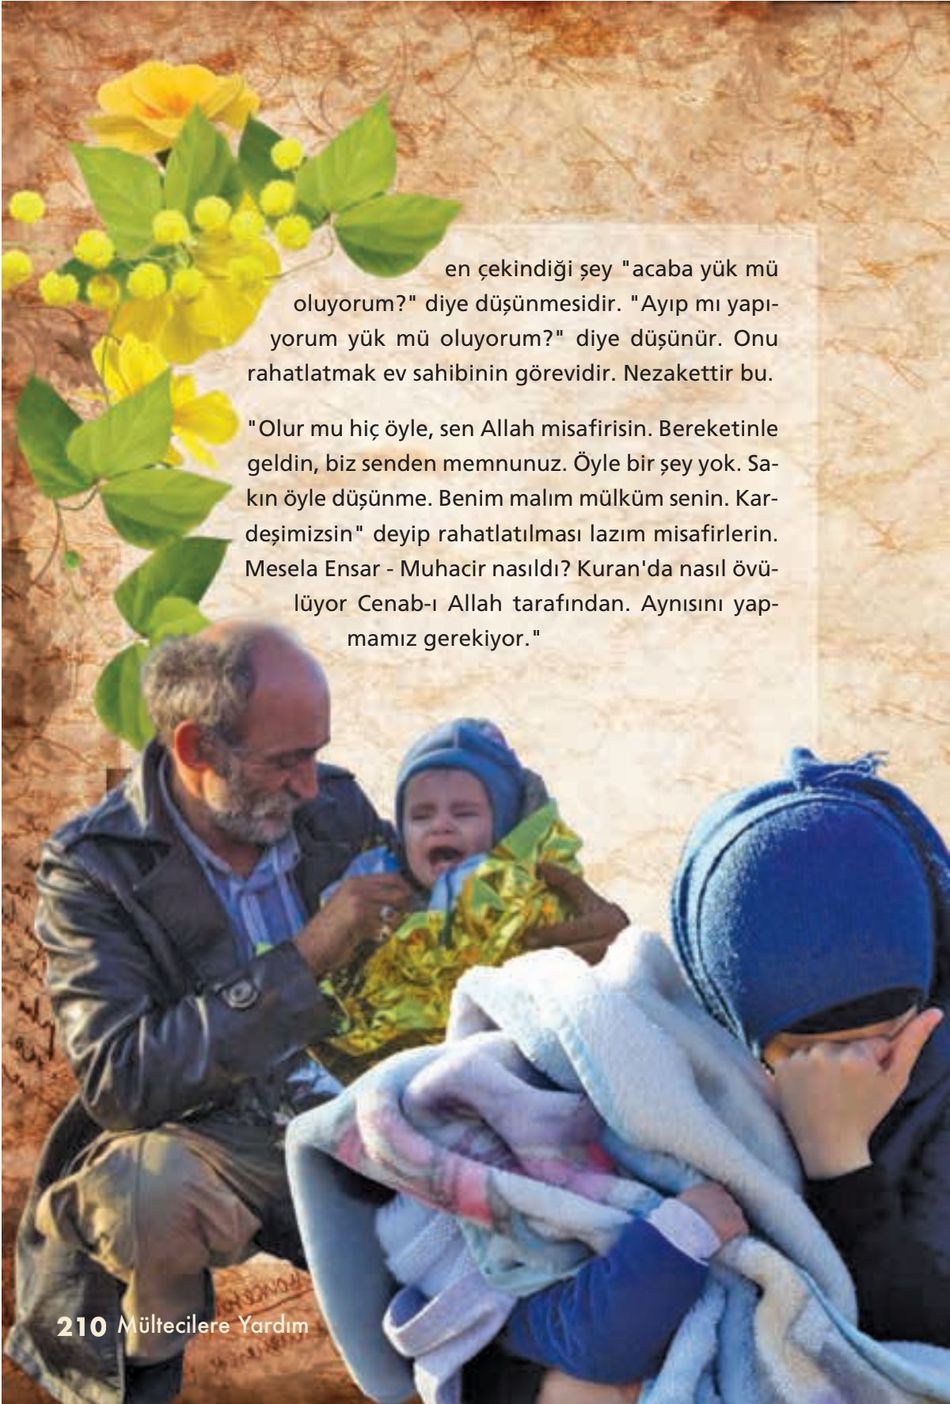 en çekindiği şey "acaba yük mü
oluyorum?" diye düşünmesidir. "Ayıp mı yapı-
yorum yük mü oluyorum?" diye düşünür. Onu
rahatlatmak ev sahibinin görevidir. Nezakettir bu.
"Olur mu hiç öyle, sen Allah misafirisin. Bereketinle
geldin, biz senden memnunuz. Öyle bir şey yok. Sa-
kın öyle düşünme. Benim malım mülküm senin. Kar-
deşimizsin" deyip rahatlatılması lazım misafirlerin.
Mesela Ensar - Muhacir nasıldı? Kuran'da nasıl övü-
lüyor Cenab-ı Allah tarafından. Aynısını yap-
mamız gerekiyor."
210 Mültecilere Yardım